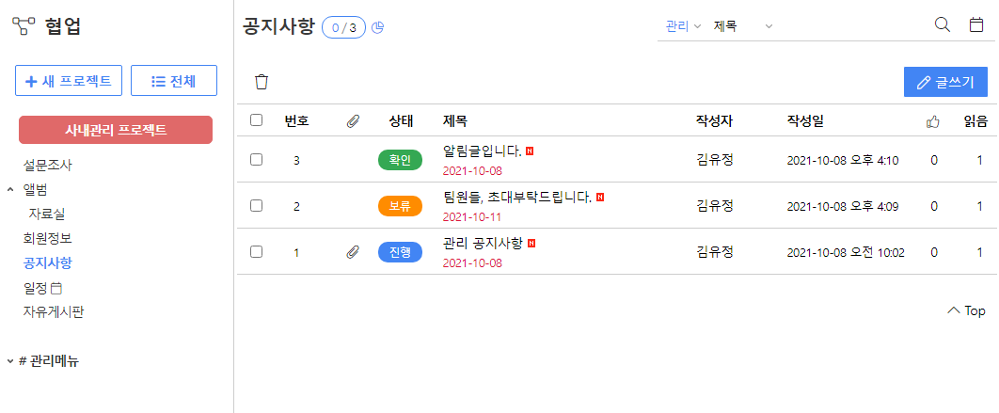 협업
새 프로젝트 전체
사내관리 프로젝트
설문조사
앨범
자료실
회원정보
공지사항
일정
자유게시판
# 관리메뉴
공지사항 0 / 3 관리 제목
글쓰기
번호 상태 제목 작성자 작성일 읽음
3 확인 알림글입니다. N 김유정 2021-10-08 오후 4:10 0 1
2021-10-08
2 보류 팀원들, 초대부탁드립니다. N 김유정 2021-10-08 오후 4:09 0 1
2021-10-11
1 진행 관리 공지사항 N 김유정 2021-10-08 오전 10:02 0 1
2021-10-08
Top